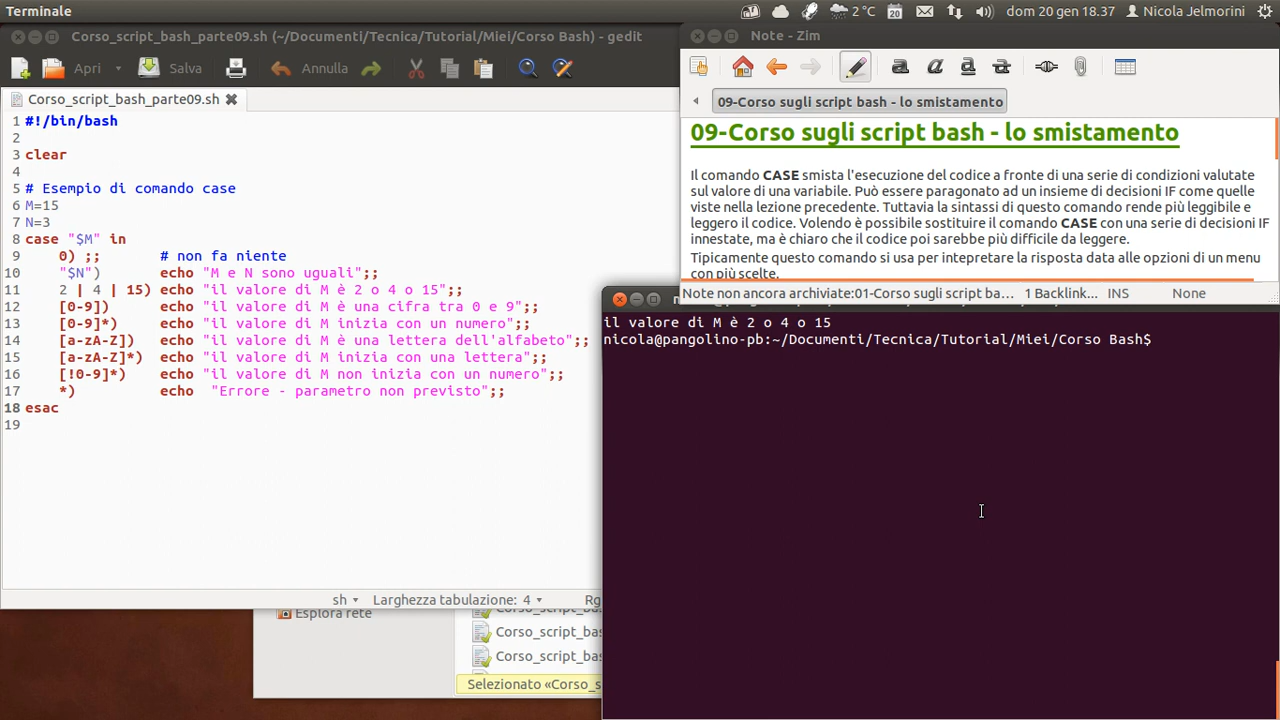 Terminale
2 °C
20
dom 20 gen 18.37
Nicola Jelmorini
Corso_script_bash_parte09.sh (~/Documenti/Tecnica/Tutorial/Miei/Corso Bash) - gedit
Apri
Salva
Annulla
Corso_script_bash_parte09.sh
1 #!/bin/bash
2
3 clear
4
5 # Esempio di comando case
6 M=15
7 N=3
8 case "$M" in
9 0) ;; # non fa niente
10 "$N") echo "M e N sono uguali";;
11 2 | 4 | 15) echo "il valore di M è 2 o 4 o 15";;
12 [0-9]) echo "il valore di M è una cifra tra 0 e 9";;
13 [0-9]*) echo "il valore di M inizia con un numero";;
14 [a-zA-Z]) echo "il valore di M è una lettera dell'alfabeto";;
15 [a-zA-Z]*) echo "il valore di M inizia con una lettera";;
16 [!0-9]*) echo "il valore di M non inizia con un numero";;
17 *) echo "Errore - parametro non previsto";;
18 esac
19
sh Larghezza tabulazione: 4
Esplora rete
Corso_script_bas
Corso_script_bas
Selezionato «Corso_s
Note - Zim
09-Corso sugli script bash - lo smistamento
09-Corso sugli script bash - lo smistamento
Il comando CASE smista l'esecuzione del codice a fronte di una serie di condizioni valutate
sul valore di una variabile. Può essere paragonato ad un insieme di decisioni IF come quelle
viste nella lezione precedente. Tuttavia la sintassi di questo comando rende più leggibile e
leggero il codice. Volendo è possibile sostituire il comando CASE con una serie di decisioni IF
innestate, ma è chiaro che il codice poi sarebbe più difficile da leggere.
Tipicamente questo comando si usa per intepretare la risposta data alle opzioni di un menu
con più scelte.
Note non ancora archiviate:01-Corso sugli script ba... 1 Backlink... INS None
il valore di M è 2 o 4 o 15
nicola@pangolino-pb:~/Documenti/Tecnica/Tutorial/Miei/Corso Bash$